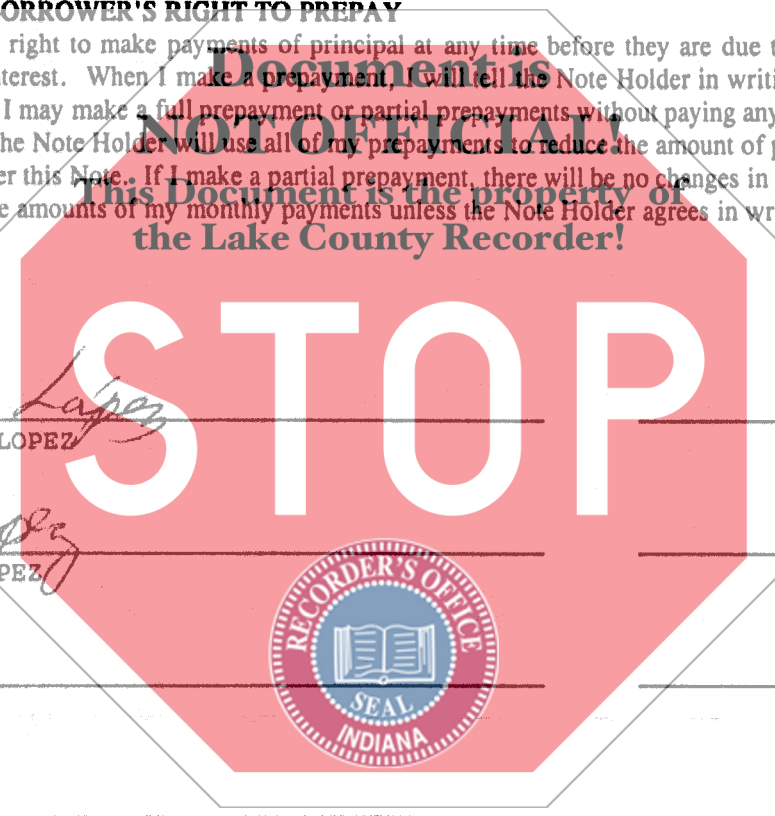 ORROWER'S RIGHT TO PREPAY
right to make payments of principal at any time before they are due
terest. When I make a prepayment, I will tell the Note Holder in writi
I may make a full prepayment or partial prepayments without paying any
he Note Holder will use all of my prepayments to reduce the amount of
er this Note. If I make a partial prepayment, there will be no changes in
e amounts of my monthly payments unless the Note Holder agrees in wr
Document is
NOT OFFICIAL!
This Document is the property of
the Lake County Recorder!
STOP
Lopez
LOPEZ
pez
PEZ
RECORDER'S OFFICE
SEAL
INDIANA